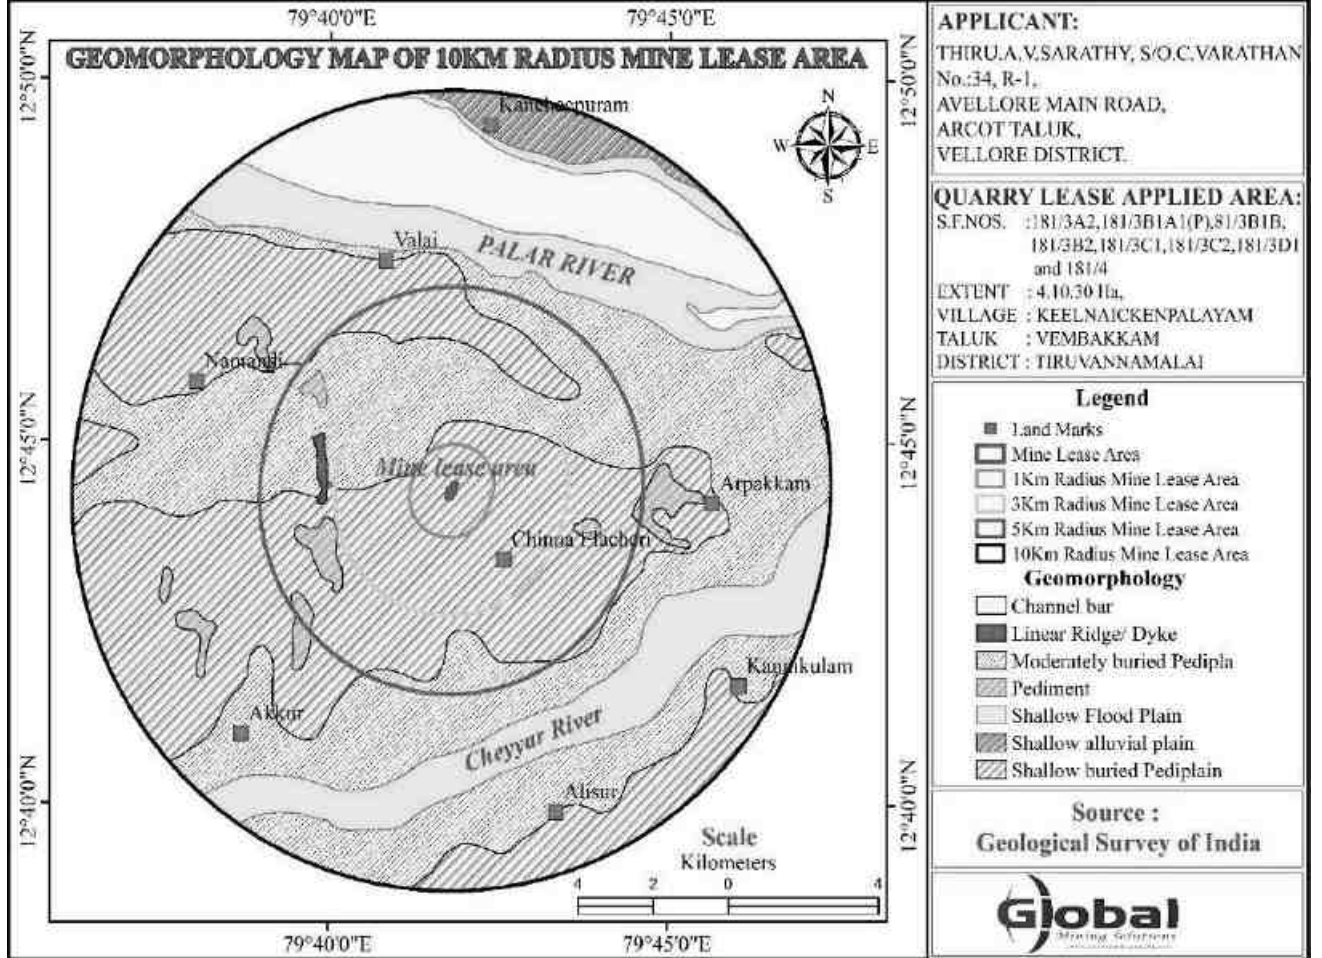 79°40'0"E
79°45'0"E
GEOMORPHOLOGY MAP OF 10KM RADIUS MINE LEASE AREA
12°50'0"N
12°50'0"N
Kancheepuram
N
W
E
S
Valai
PALAR RIVER
Namandi
12°45'0"N
12°45'0"N
Mine lease area
Arpakkam
Chinna Elacheri
Kannikulam
Akkur
Cheyyar River
Alisur
12°40'0"N
12°40'0"N
Scale
Kilometers
4 2 0 4
79°40'0"E
79°45'0"E
APPLICANT:
THIRU.A.V.SARATHY, S/O.C.VARATHAN
No.:34, R-1,
AVELLORE MAIN ROAD,
ARCOT TALUK,
VELLORE DISTRICT.
QUARRY LEASE APPLIED AREA:
S.F.NOS. :181/3A2,181/3B1A1(P),81/3B1B,
181/3B2,181/3C1,181/3C2,181/3D1
and 181/4
EXTENT : 4.10.30 Ha,
VILLAGE : KEELNAICKENPALAYAM
TALUK : VEMBAKKAM
DISTRICT : TIRUVANNAMALAI
Legend
Land Marks
Mine Lease Area
1Km Radius Mine Lease Area
3Km Radius Mine Lease Area
5Km Radius Mine Lease Area
10Km Radius Mine Lease Area
Geomorphology
Channel bar
Linear Ridge/ Dyke
Moderately buried Pedipla
Pediment
Shallow Flood Plain
Shallow alluvial plain
Shallow buried Pediplain
Source :
Geological Survey of India
Global
Mining Solutions